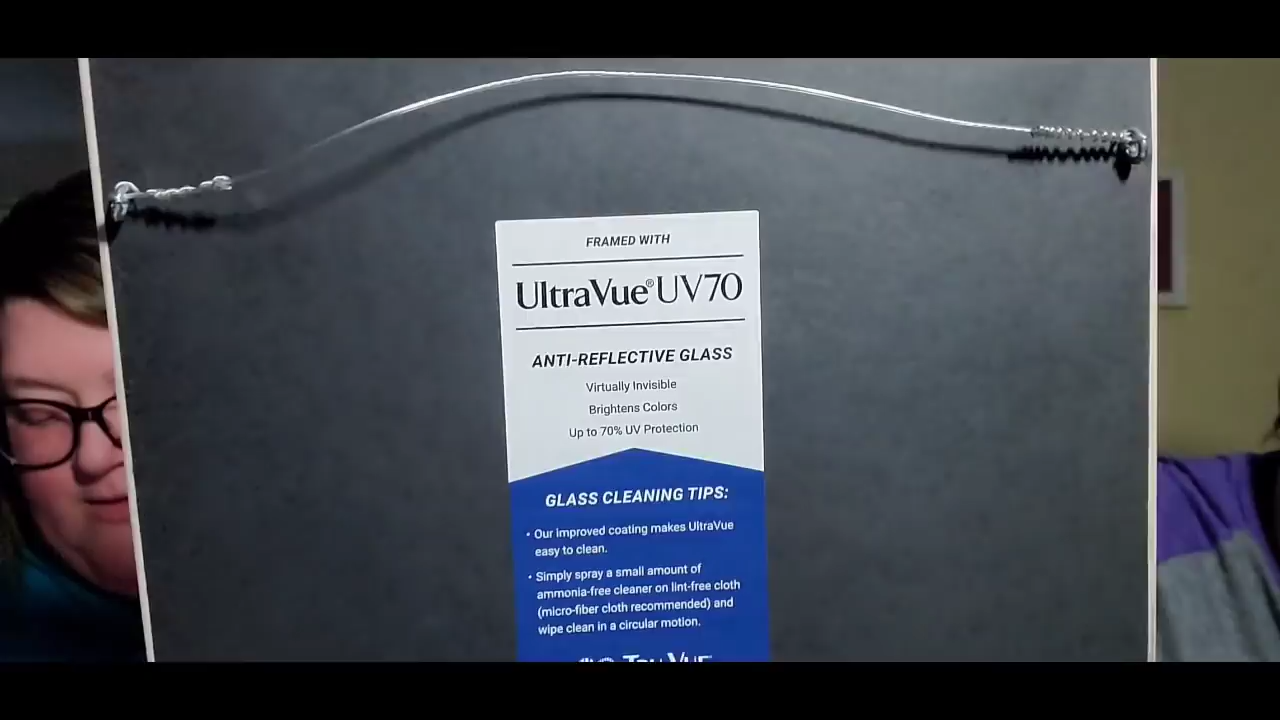 FRAMED WITH
UltraVue® UV70
ANTI-REFLECTIVE GLASS
Virtually Invisible
Brightens Colors
Up to 70% UV Protection
GLASS CLEANING TIPS:
• Our improved coating makes UltraVue
easy to clean.
• Simply spray a small amount of
ammonia-free cleaner on lint-free cloth
(micro-fiber cloth recommended) and
wipe clean in a circular motion.
TRU VUE